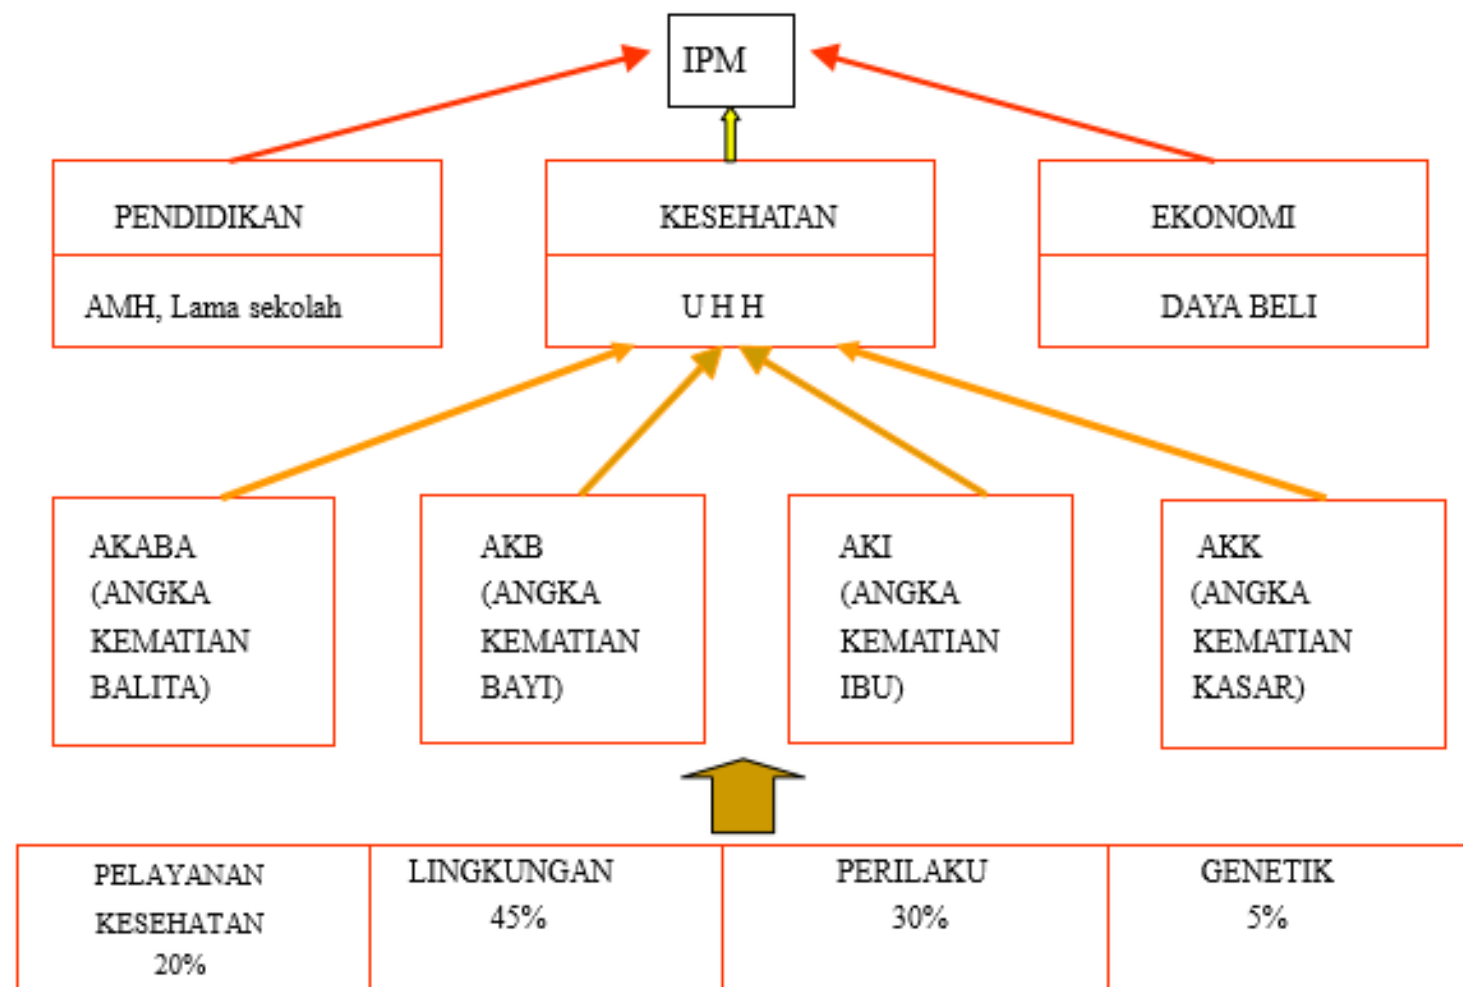 IPM
PENDIDIKAN
AMH, Lama sekolah
KESEHATAN
U H H
EKONOMI
DAYA BELI
AKABA
(ANGKA
KEMATIAN
BALITA)
AKB
(ANGKA
KEMATIAN
BAYI)
AKI
(ANGKA
KEMATIAN
IBU)
AKK
(ANGKA
KEMATIAN
KASAR)
PELAYANAN
KESEHATAN
20%
LINGKUNGAN
45%
PERILAKU
30%
GENETIK
5%